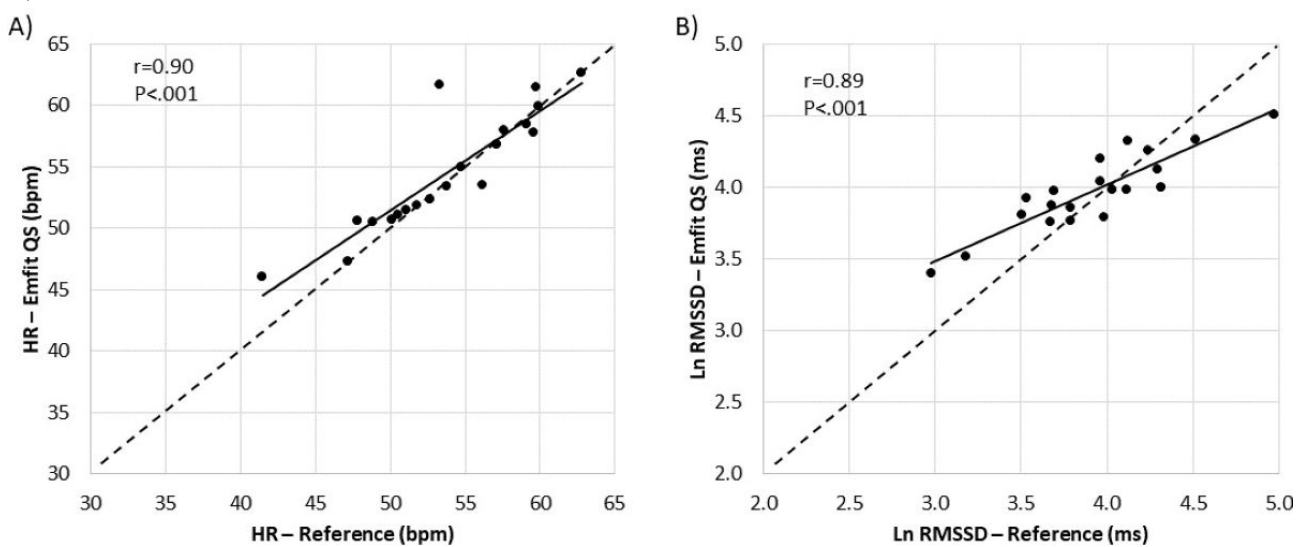 A)
65
60
55
50
45
40
35
30
HR – Emfit QS (bpm)
r=0.90
P<.001
30 35 40 45 50 55 60 65
HR – Reference (bpm)
B)
5.0
4.5
4.0
3.5
3.0
2.5
2.0
Ln RMSSD – Emfit QS (ms)
r=0.89
P<.001
2.0 2.5 3.0 3.5 4.0 4.5 5.0
Ln RMSSD – Reference (ms)